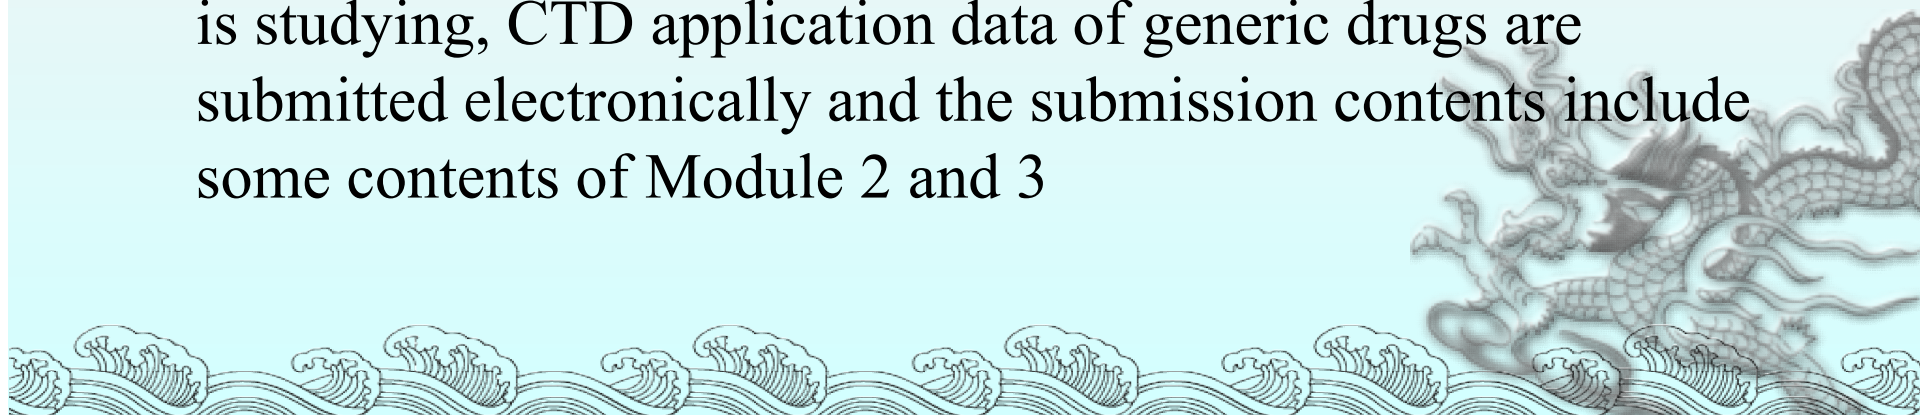 is studying, CTD application data of generic drugs are
submitted electronically and the submission contents include
some contents of Module 2 and 3